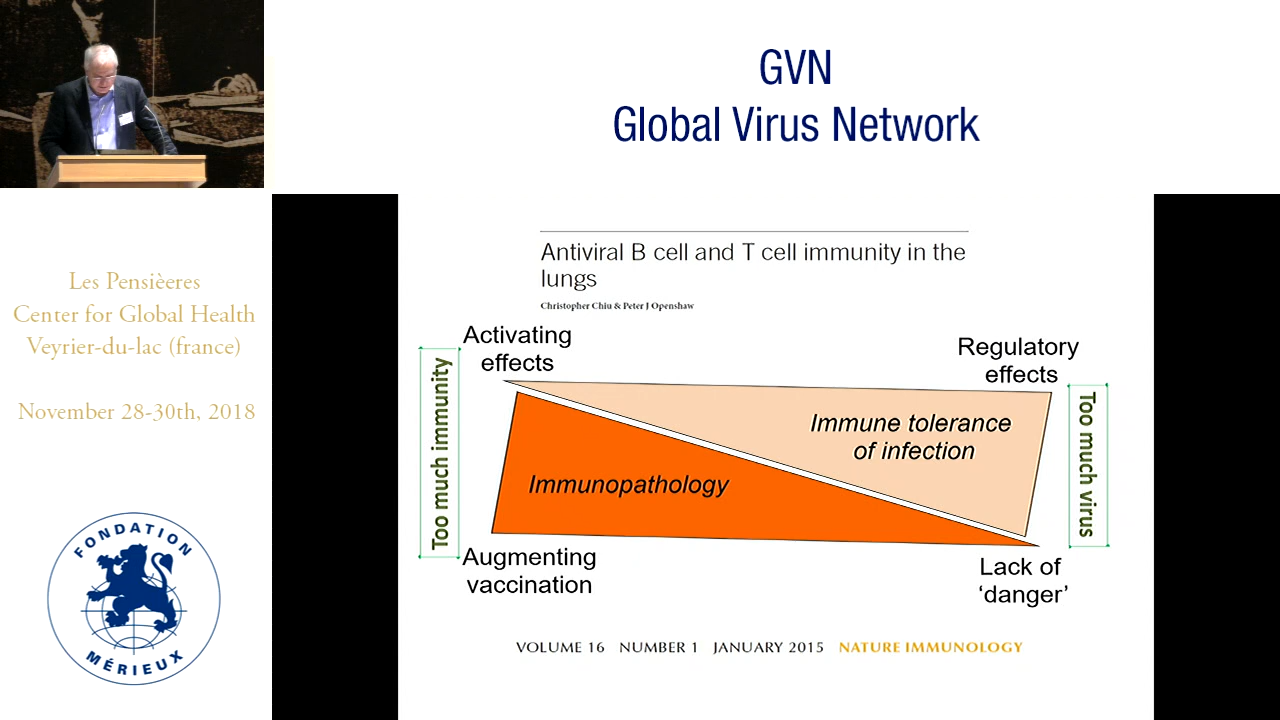 GVN
Global Virus Network
Les Pensièeres
Center for Global Health
Veyrier-du-lac (france)
November 28-30th, 2018
FONDATION
MÉRIEUX
Antiviral B cell and T cell immunity in the
lungs
Christopher Chiu & Peter J Openshaw
Activating
effects
Regulatory
effects
Too much immunity
Immune tolerance
of infection
Too much virus
Immunopathology
Augmenting
vaccination
Lack of
‘danger’
VOLUME 16 NUMBER 1 JANUARY 2015 NATURE IMMUNOLOGY